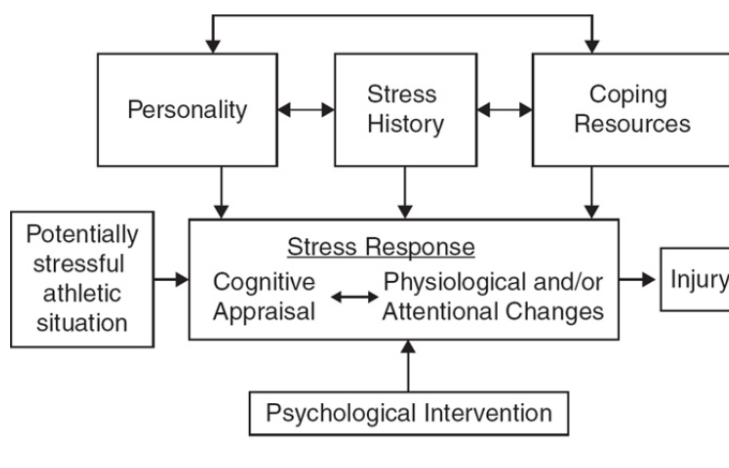 Personality
Stress
History
Coping
Resources
Potentially
stressful
athletic
situation
Stress Response
Cognitive
Appraisal
Physiological and/or
Attentional Changes
Injury
Psychological Intervention